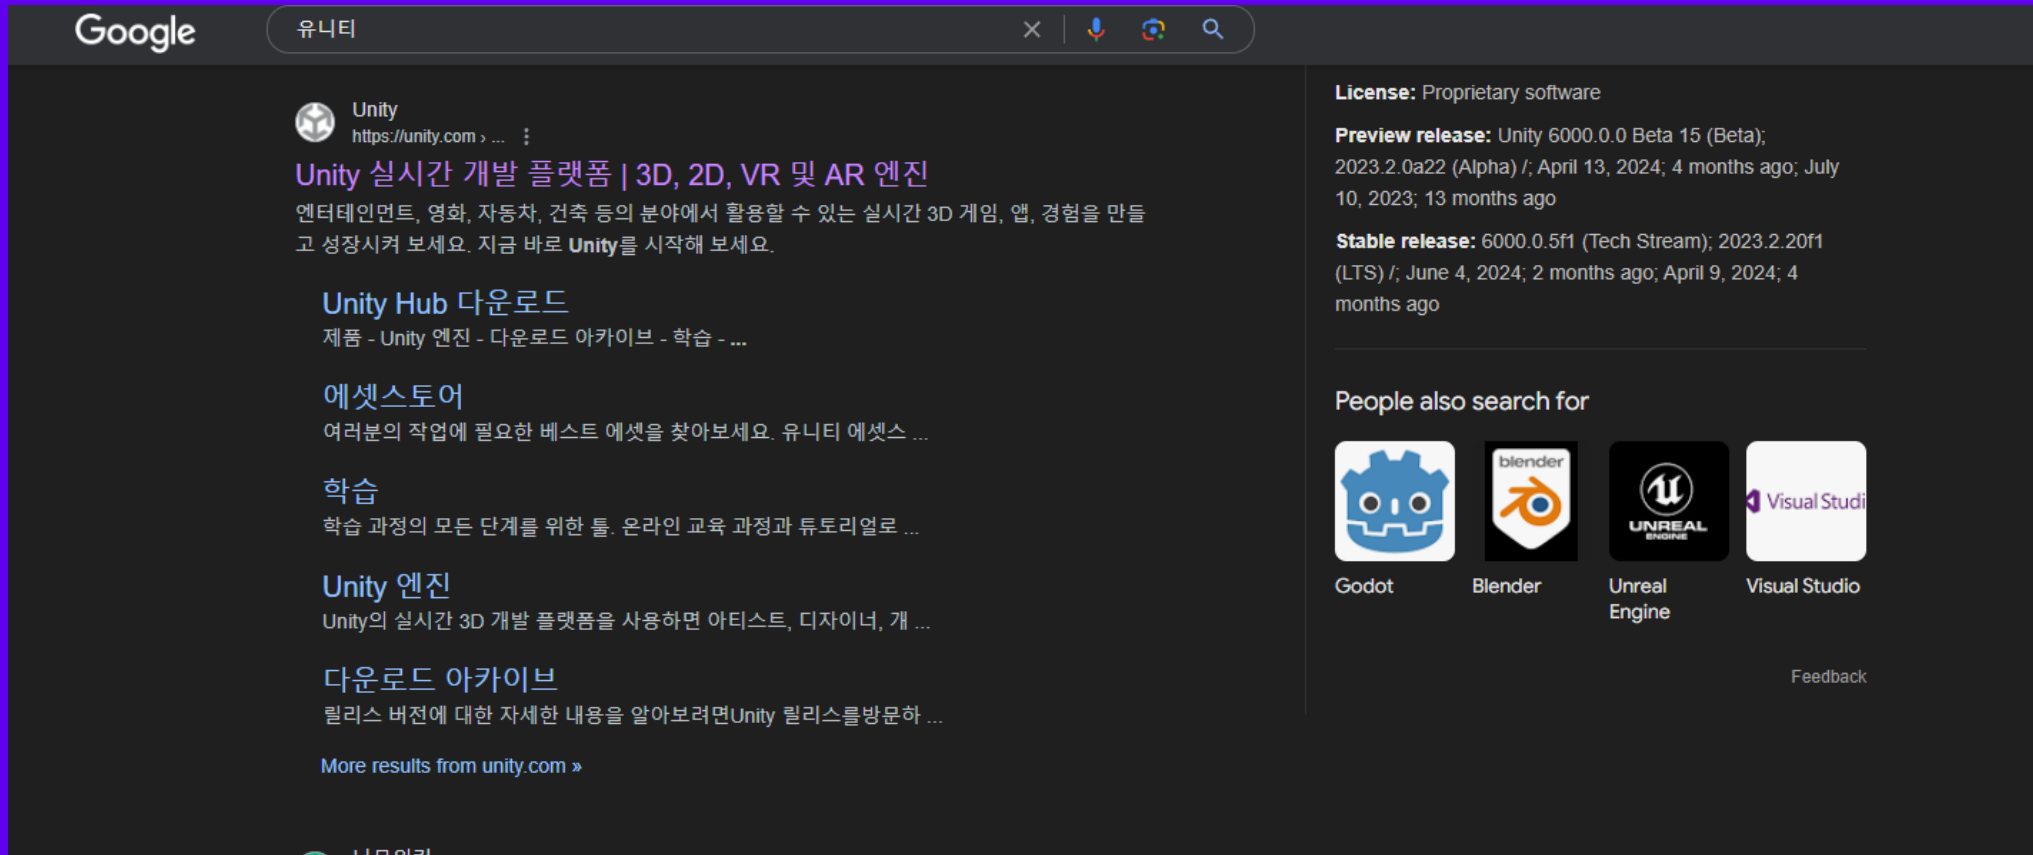 Google
유니티
Unity
https://unity.com › ...
Unity 실시간 개발 플랫폼 | 3D, 2D, VR 및 AR 엔진
엔터테인먼트, 영화, 자동차, 건축 등의 분야에서 활용할 수 있는 실시간 3D 게임, 앱, 경험을 만들
고 성장시켜 보세요. 지금 바로 Unity를 시작해 보세요.
Unity Hub 다운로드
제품 - Unity 엔진 - 다운로드 아카이브 - 학습 - ...
에셋스토어
여러분의 작업에 필요한 베스트 에셋을 찾아보세요. 유니티 에셋스 ...
학습
학습 과정의 모든 단계를 위한 툴. 온라인 교육 과정과 튜토리얼로 ...
Unity 엔진
Unity의 실시간 3D 개발 플랫폼을 사용하면 아티스트, 디자이너, 개 ...
다운로드 아카이브
릴리스 버전에 대한 자세한 내용을 알아보려면Unity 릴리스를방문하 ...
More results from unity.com »
License: Proprietary software
Preview release: Unity 6000.0.0 Beta 15 (Beta);
2023.2.0a22 (Alpha) /; April 13, 2024; 4 months ago; July
10, 2023; 13 months ago
Stable release: 6000.0.5f1 (Tech Stream); 2023.2.20f1
(LTS) /; June 4, 2024; 2 months ago; April 9, 2024; 4
months ago
People also search for
blender
UNREAL
ENGINE
Visual Studi
Godot
Blender
Unreal
Engine
Visual Studio
Feedback